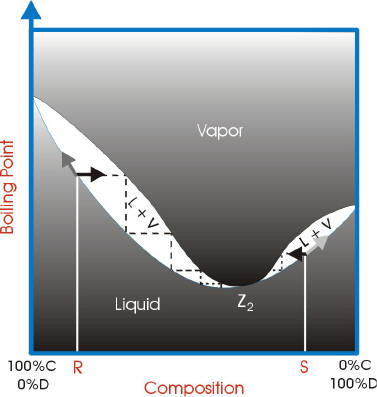 Boiling Point
Vapor
L + V
L + V
Liquid
Z2
100%C
0%D
R
S
0%C
100%D
Composition